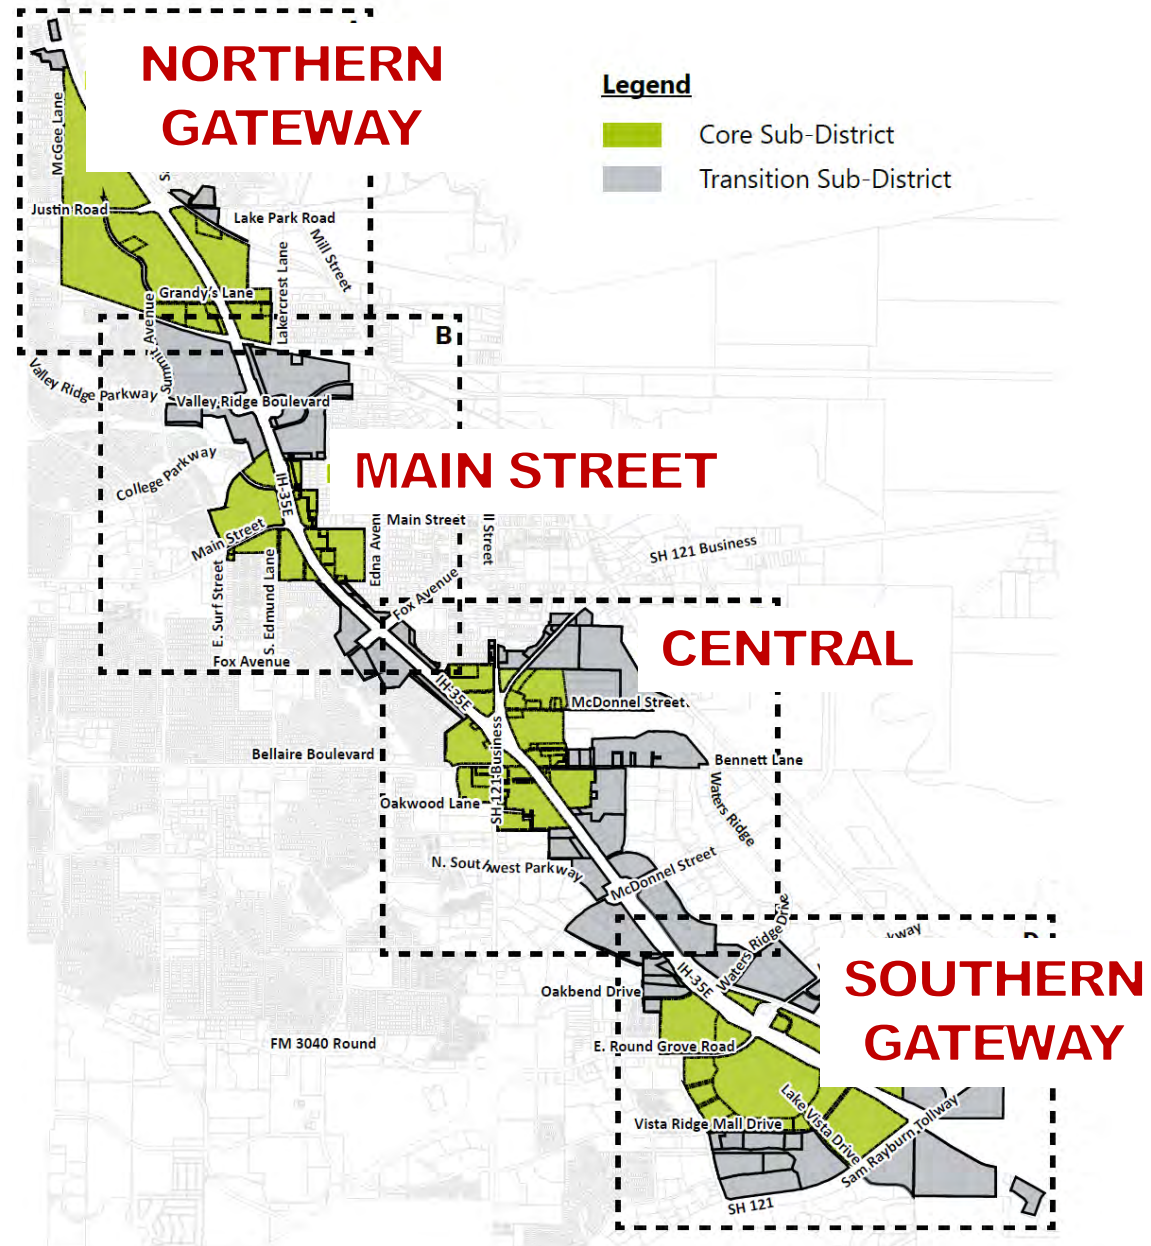 NORTHERN
GATEWAY
Legend
Core Sub-District
Transition Sub-District
McGee Lane
Justin Road
Lake Park Road
Mill Street
Lakercrest Lane
Grandy's Lane
Summit Avenue
B
Valley Ridge Parkway
Valley Ridge Boulevard
College Parkway
MAIN STREET
IH-35E
Main Street
Main Street
Edna Avenu
ll Street
SH 121 Business
E. Surf Street
S. Edmund Lane
Fox Avenue
Fox Avenue
CENTRAL
IH-35E
McDonnel Street
SH 121 Business
Bellaire Boulevard
Bennett Lane
Oakwood Lane
Waters Ridge
N. Southwest Parkway
McDonnel Street
Waters Ridge Drive
kway
SOUTHERN
GATEWAY
IH-35E
Oakbend Drive
FM 3040 Round
E. Round Grove Road
Lake Vista Drive
Vista Ridge Mall Drive
Sam Rayburn Tollway
SH 121